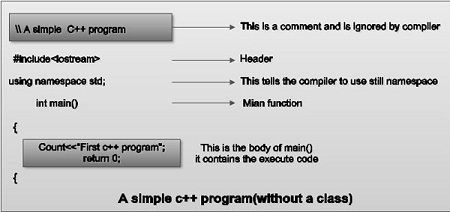 \\ A simple C++ program
This is a comment and is ignored by compiler
#Include<Iostream>
Header
using namespace std;
This tells the compiler to use still namespace
int main()
Mian function
{
Count<<"First c++ program";
return 0;
This is the body of main()
it contains the execute code
{
A simple c++ program(without a class)